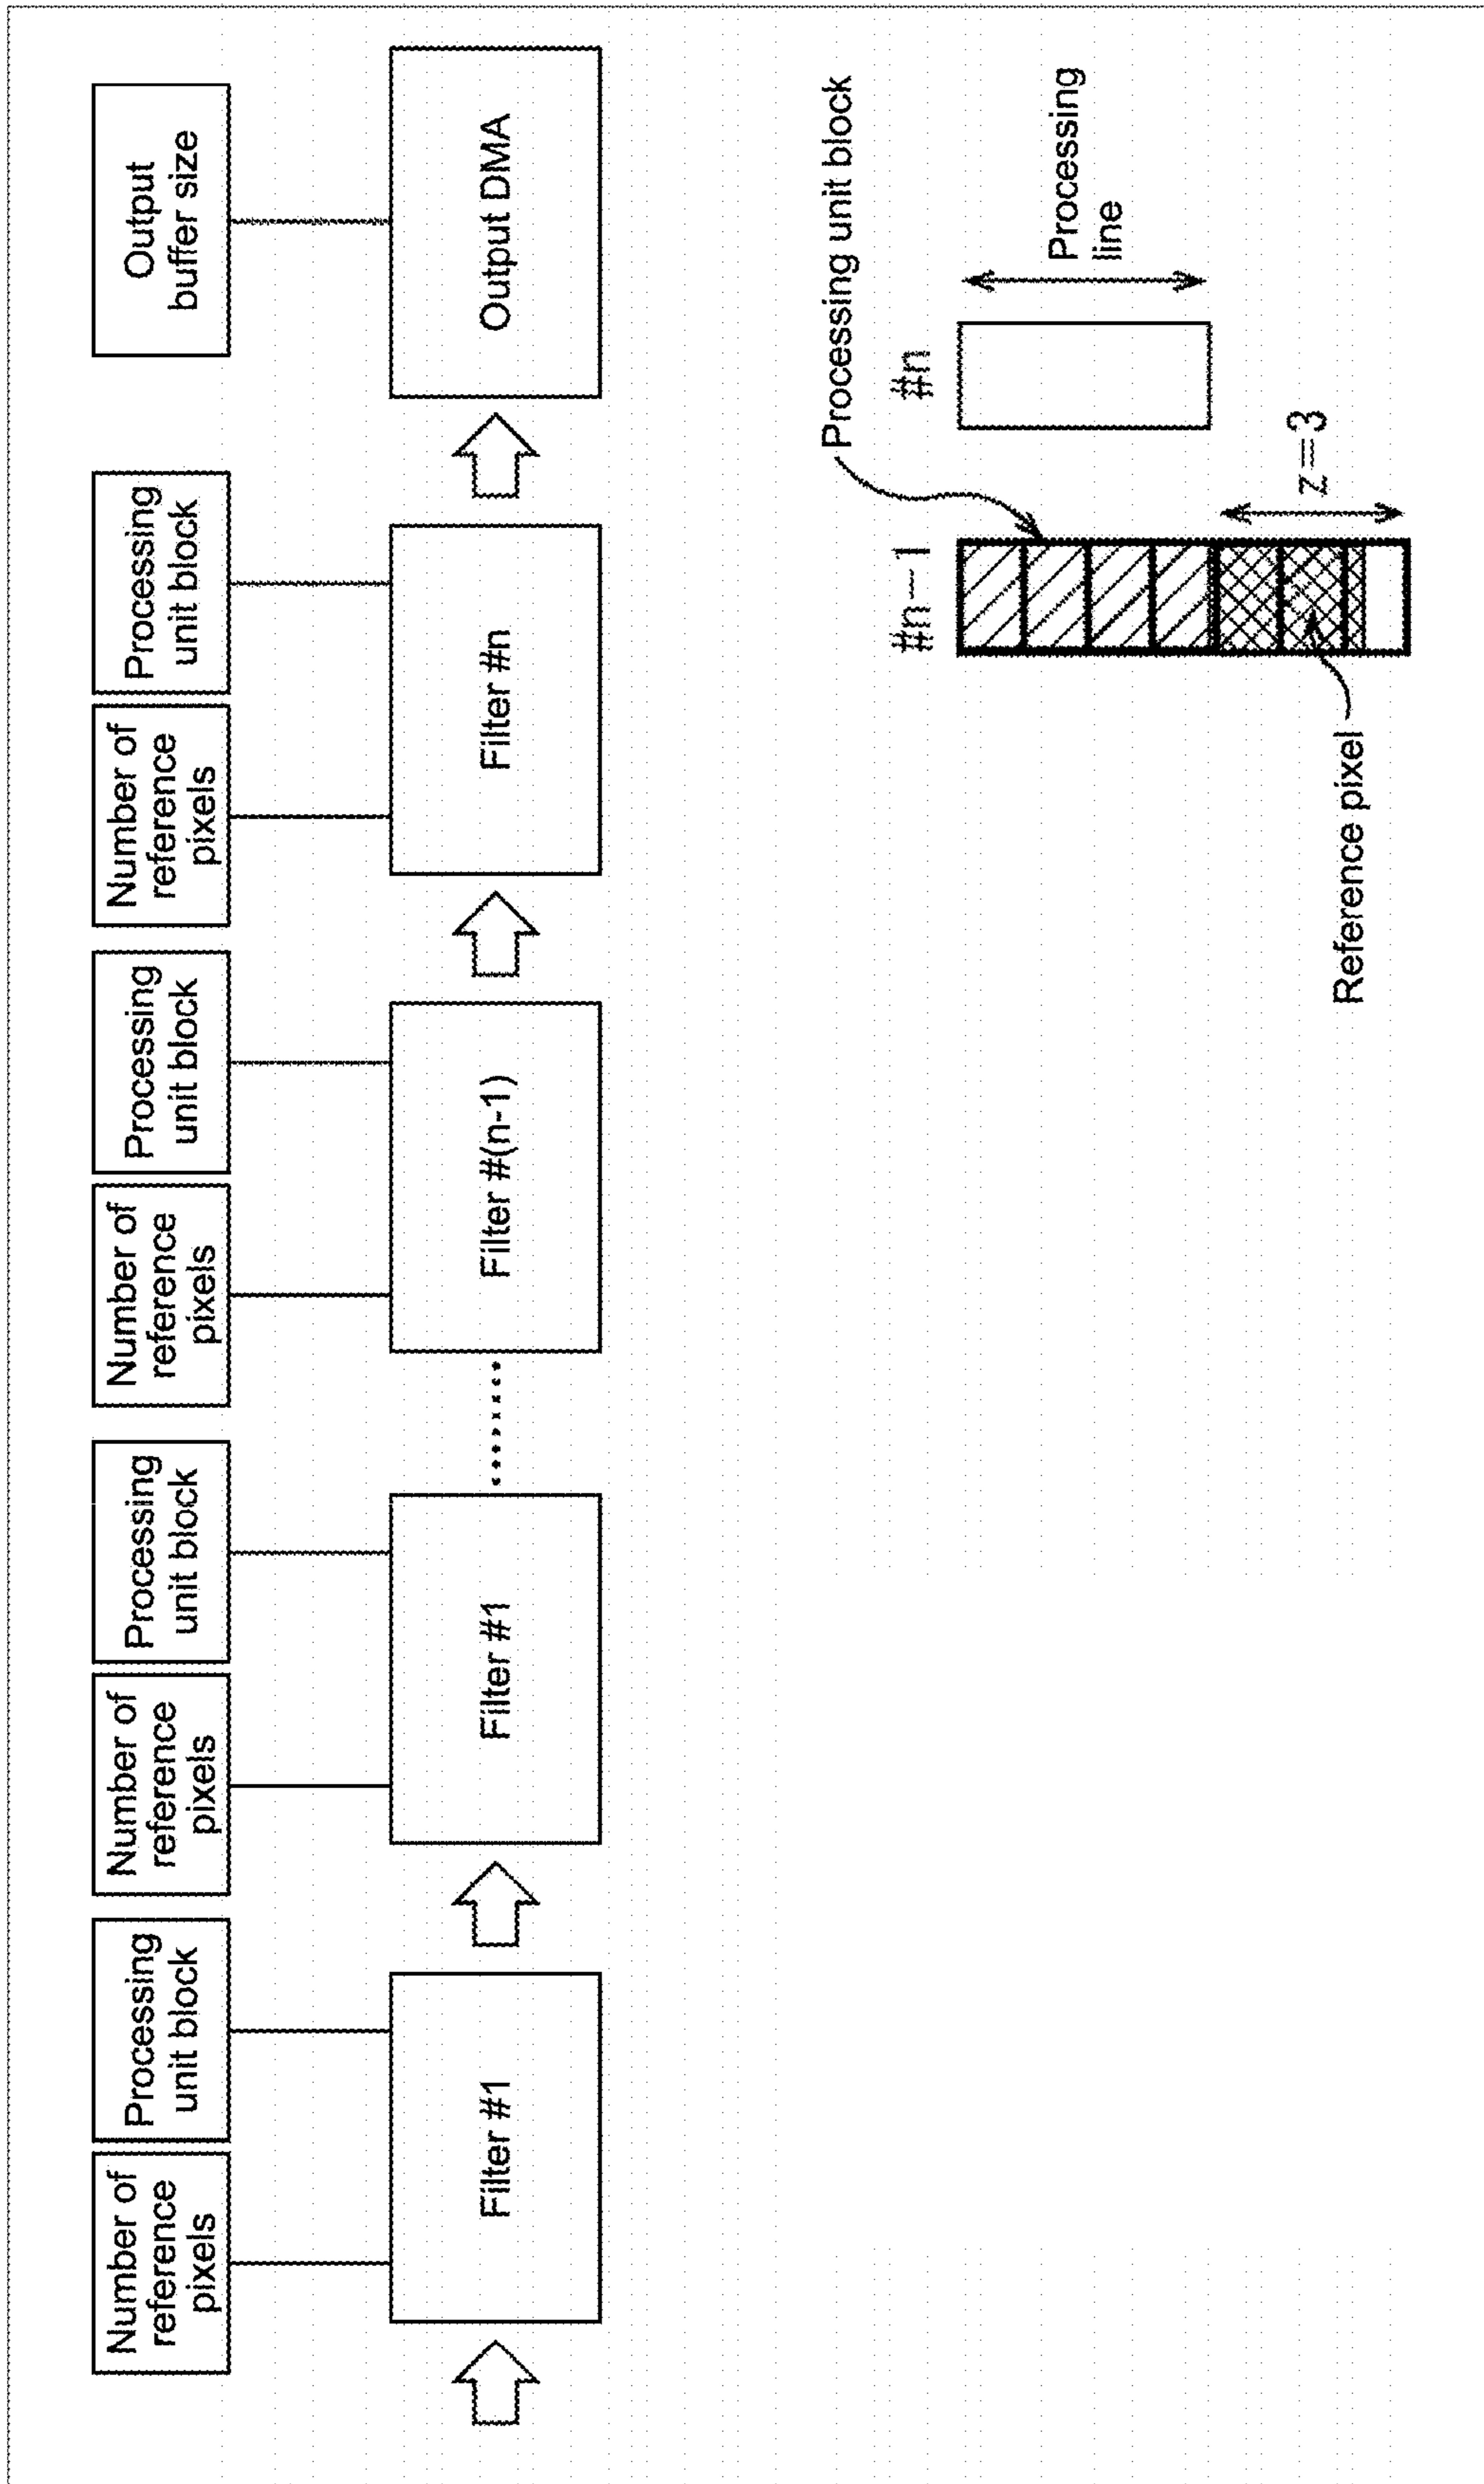 Number of
reference
pixels
Processing
unit block
Number of
reference
pixels
Processing
unit block
Number of
reference
pixels
Processing
unit block
Number of
reference
pixels
Processing
unit block
Output
buffer size
Filter #1
Filter #1
........
Filter #(n-1)
Filter #n
Output DMA
Processing unit block
#n−1
#n
Processing
line
z=3
Reference pixel